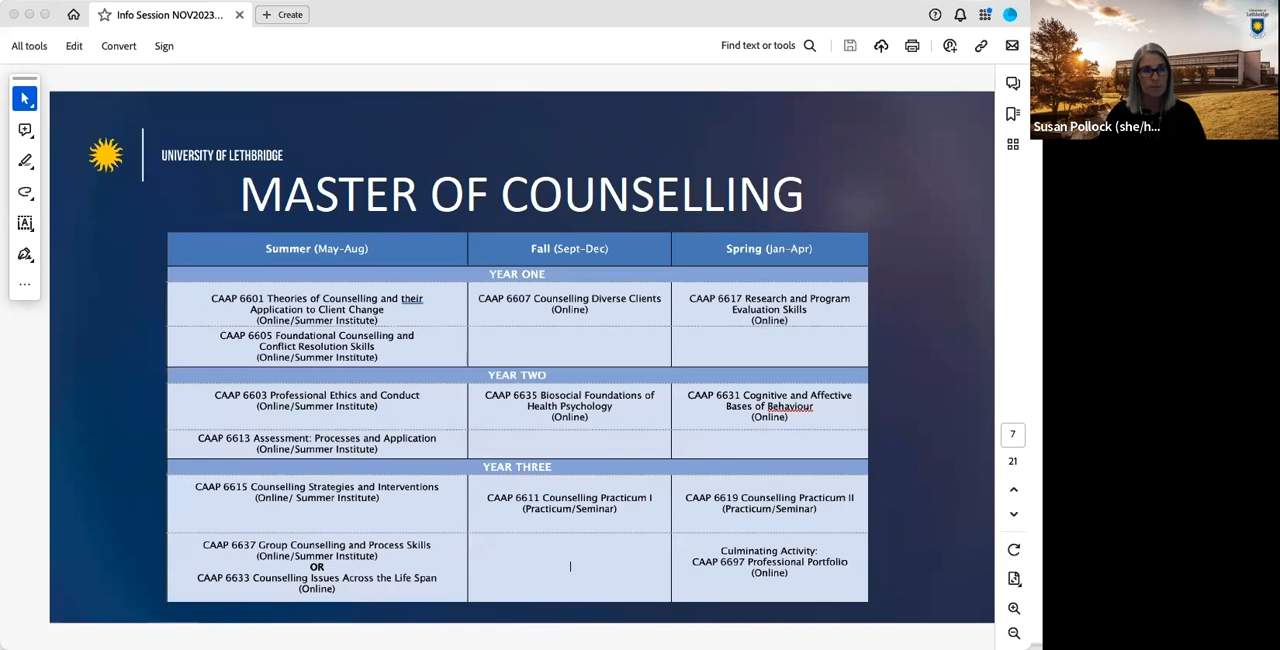 Info Session NOV2023...
Create
All tools
Edit
Convert
Sign
Find text or tools
Susan Pollock (she/h...
UNIVERSITY OF LETHBRIDGE
MASTER OF COUNSELLING
Summer (May-Aug)
Fall (Sept-Dec)
Spring (Jan-Apr)
YEAR ONE
CAAP 6601 Theories of Counselling and their
Application to Client Change
(Online/Summer Institute)
CAAP 6607 Counselling Diverse Clients
(Online)
CAAP 6617 Research and Program
Evaluation Skills
(Online)
CAAP 6605 Foundational Counselling and
Conflict Resolution Skills
(Online/Summer Institute)
YEAR TWO
CAAP 6603 Professional Ethics and Conduct
(Online/Summer Institute)
CAAP 6635 Biosocial Foundations of
Health Psychology
(Online)
CAAP 6631 Cognitive and Affective
Bases of Behaviour
(Online)
CAAP 6613 Assessment: Processes and Application
(Online/Summer Institute)
YEAR THREE
CAAP 6615 Counselling Strategies and Interventions
(Online/ Summer Institute)
CAAP 6611 Counselling Practicum I
(Practicum/Seminar)
CAAP 6619 Counselling Practicum II
(Practicum/Seminar)
CAAP 6637 Group Counselling and Process Skills
(Online/Summer Institute)
OR
CAAP 6633 Counselling Issues Across the Life Span
(Online)
Culminating Activity:
CAAP 6697 Professional Portfolio
(Online)
7
21
Lethbridge